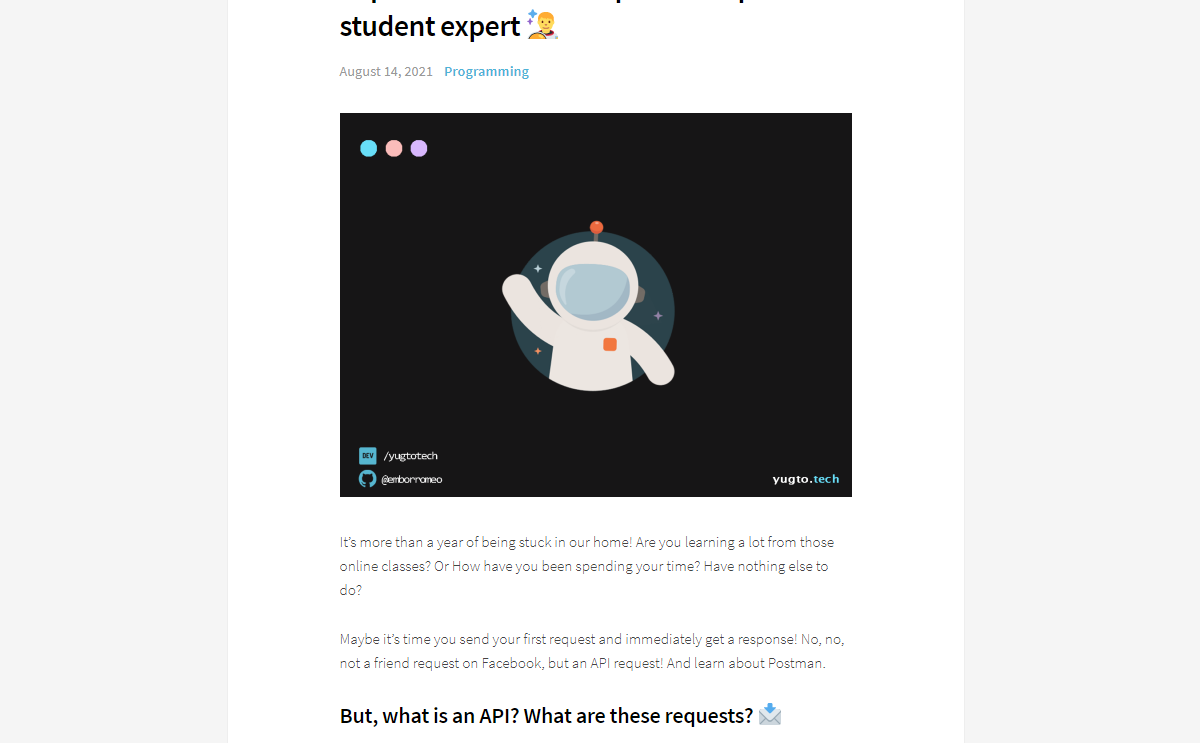 student expert
August 14, 2021 Programming
DEV /yugtotech
@emborromeo
yugto.tech
It's more than a year of being stuck in our home! Are you learning a lot from those
online classes? Or How have you been spending your time? Have nothing else to
do?
Maybe it's time you send your first request and immediately get a response! No, no,
not a friend request on Facebook, but an API request! And learn about Postman.
But, what is an API? What are these requests?